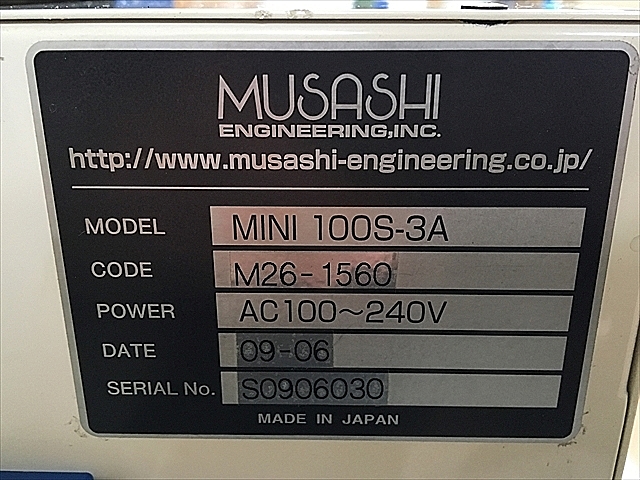 MUSASHI
ENGINEERING,INC.
http://www.musashi-engineering.co.jp/
MODEL MINI 100S-3A
CODE M26-1560
POWER AC100~240V
DATE 09-06
SERIAL No. S0906030
MADE IN JAPAN